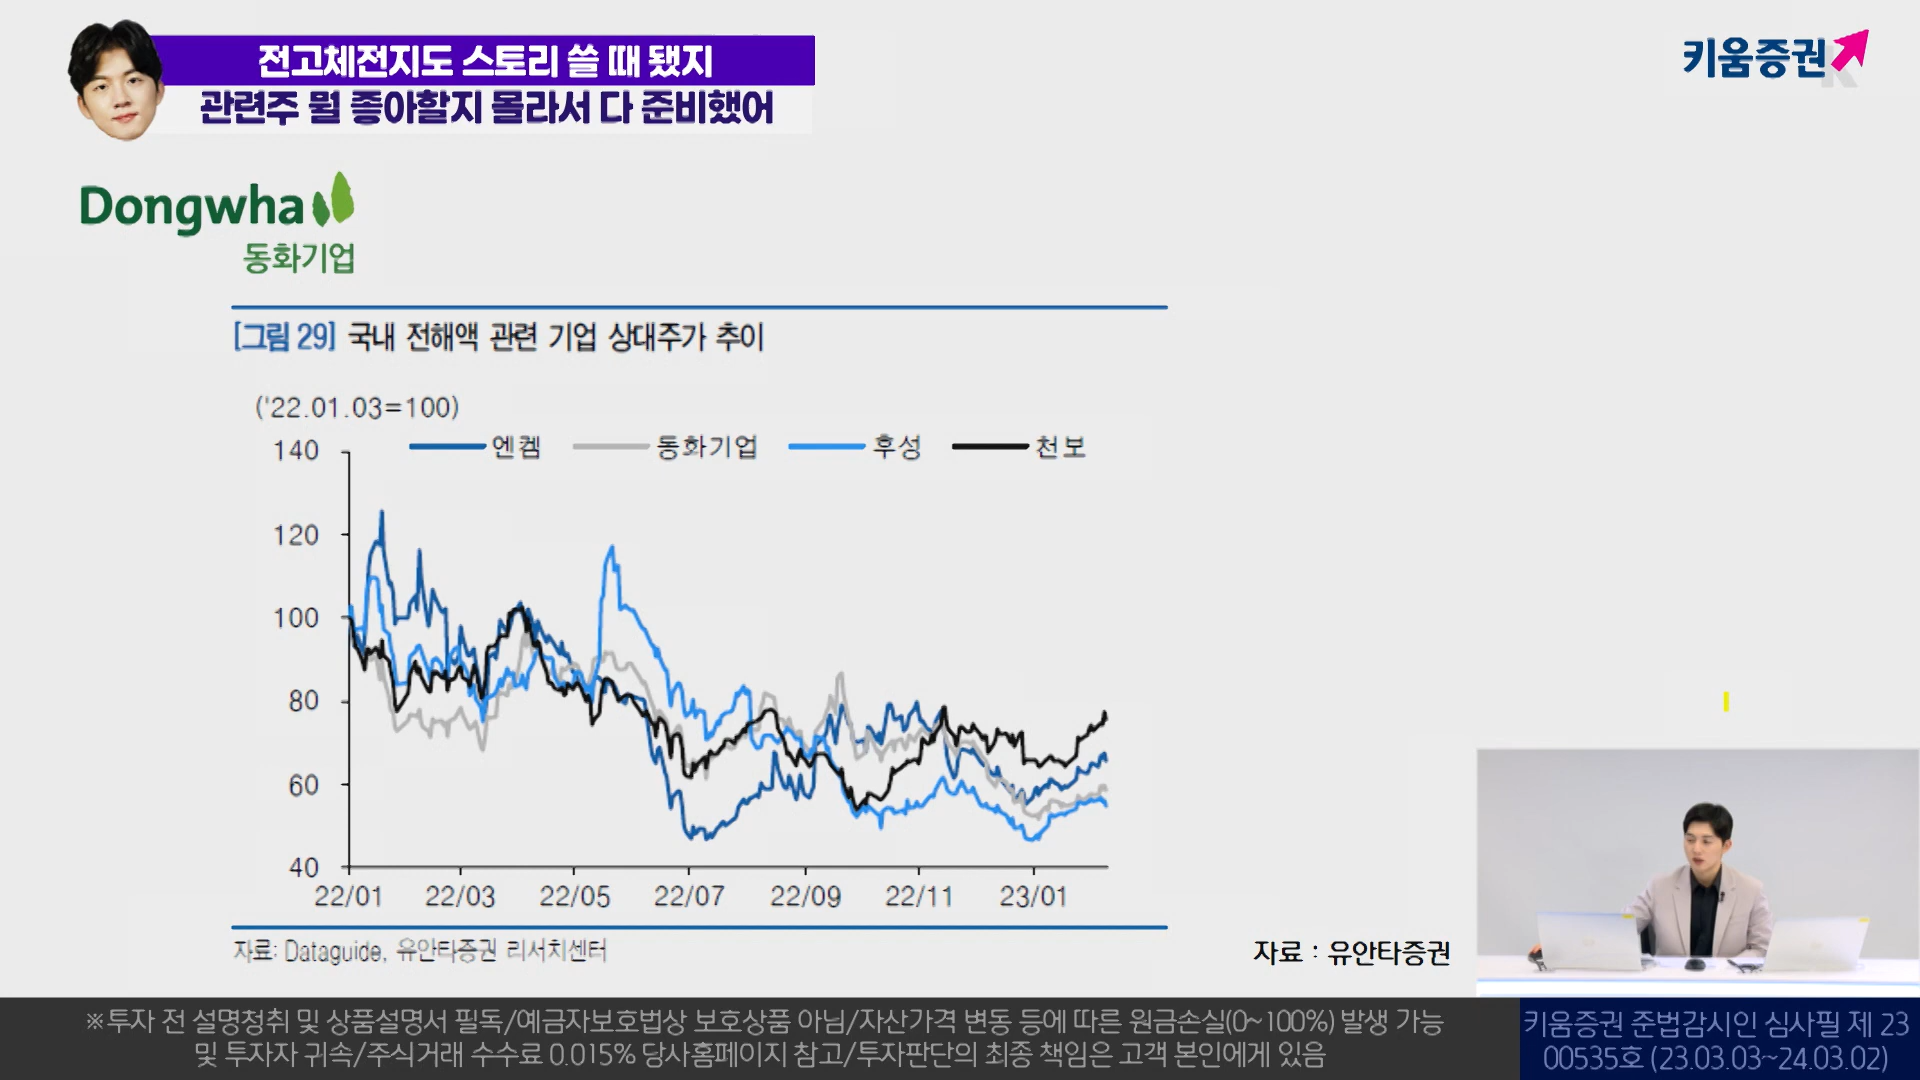 전고체전지도 스토리 쓸 때 됐지
관련주 뭘 좋아할지 몰라서 다 준비했어
키움증권
Dongwha
동화기업
[그림 29] 국내 전해액 관련 기업 상대주가 추이
('22.01.03=100)
엔켐 동화기업 후성 천보
140
120
100
80
60
40
22/01 22/03 22/05 22/07 22/09 22/11 23/01
자료: Dataguide, 유안타증권 리서치센터
자료 : 유안타증권
※투자 전 설명청취 및 상품설명서 필독/예금자보호법상 보호상품 아님/자산가격 변동 등에 따른 원금손실(0~100%) 발생 가능
및 투자자 귀속/주식거래 수수료 0.015% 당사홈페이지 참고/투자판단의 최종 책임은 고객 본인에게 있음
키움증권 준법감시인 심사필 제 23
00535호 (23.03.03~24.03.02)